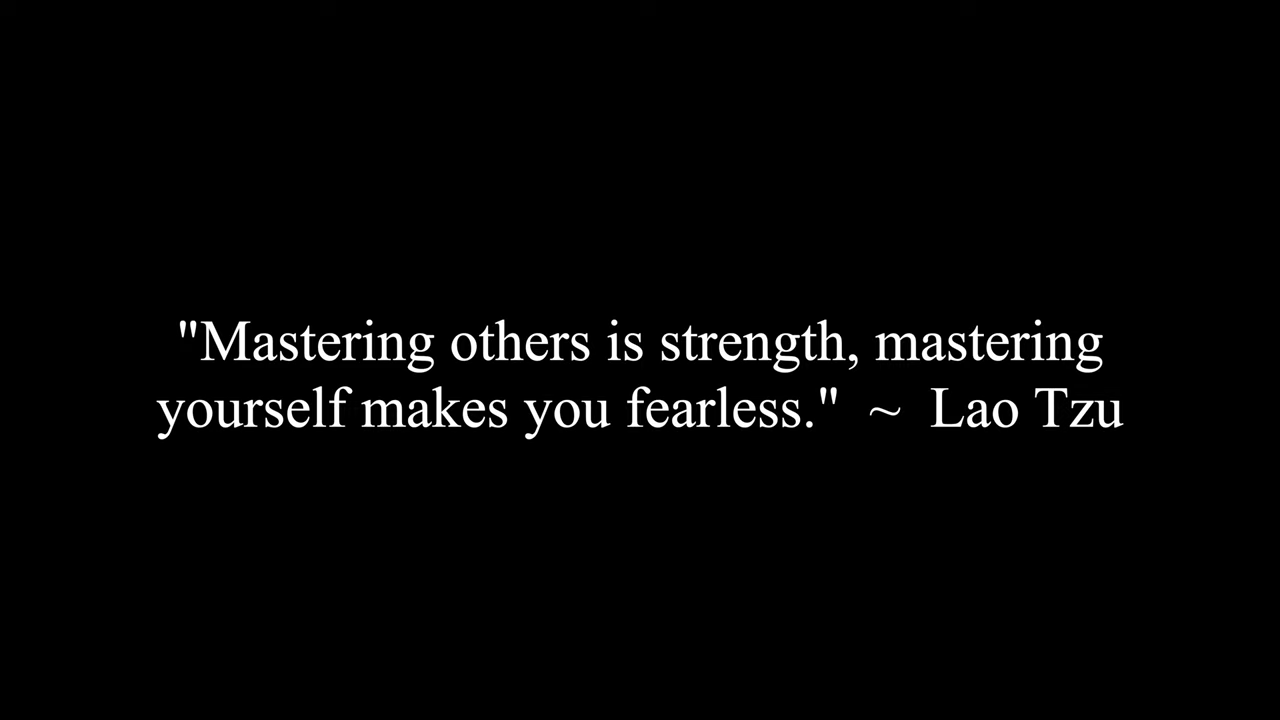 "Mastering others is strength, mastering
yourself makes you fearless."  ~  Lao Tzu